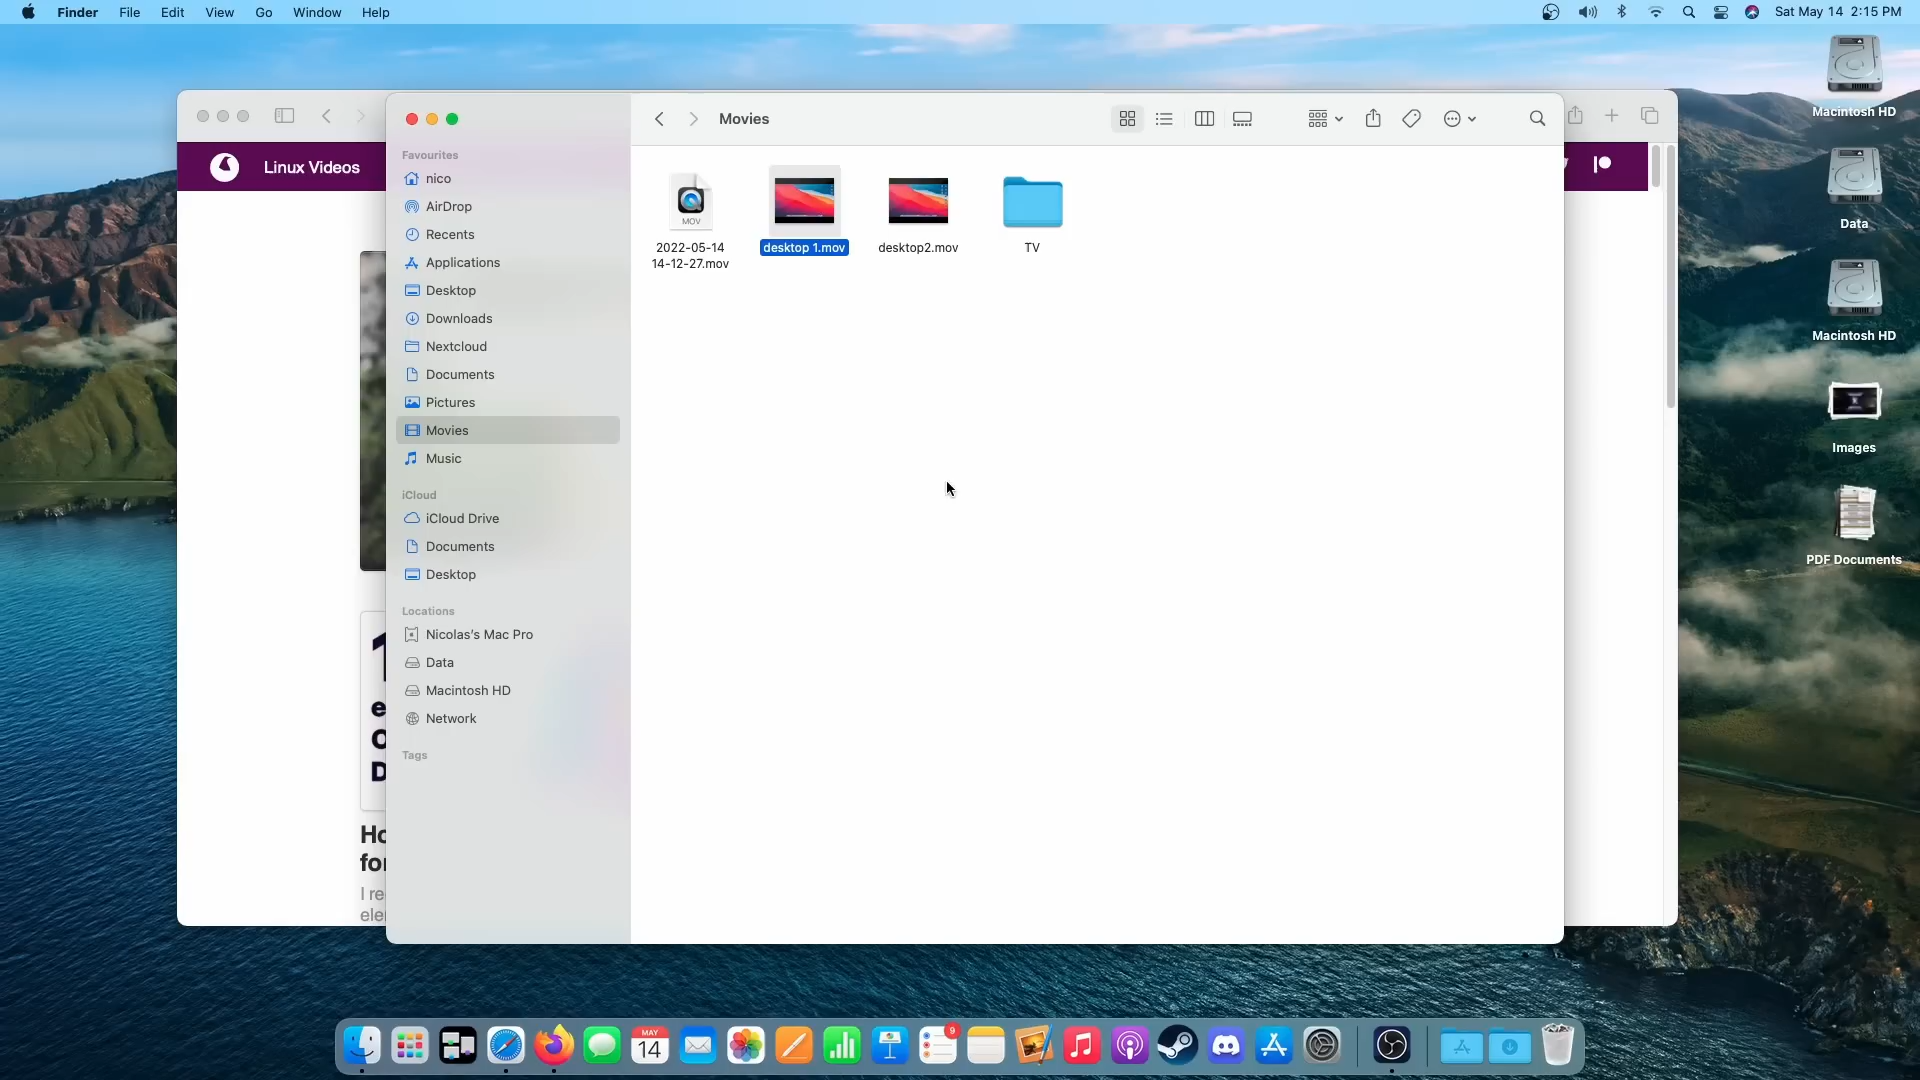 Finder File Edit View Go Window Help
Sat May 14 2:15 PM
Macintosh HD
Data
Macintosh HD
Images
PDF Documents
Linux Videos
Movies
Favourites
nico
AirDrop
Recents
Applications
Desktop
Downloads
Nextcloud
Documents
Pictures
Movies
Music
iCloud
iCloud Drive
Documents
Desktop
Locations
Nicolas's Mac Pro
Data
Macintosh HD
Network
Tags
MOV
2022-05-14
14-12-27.mov
desktop 1.mov
desktop2.mov
TV
I re
MAY
14
9